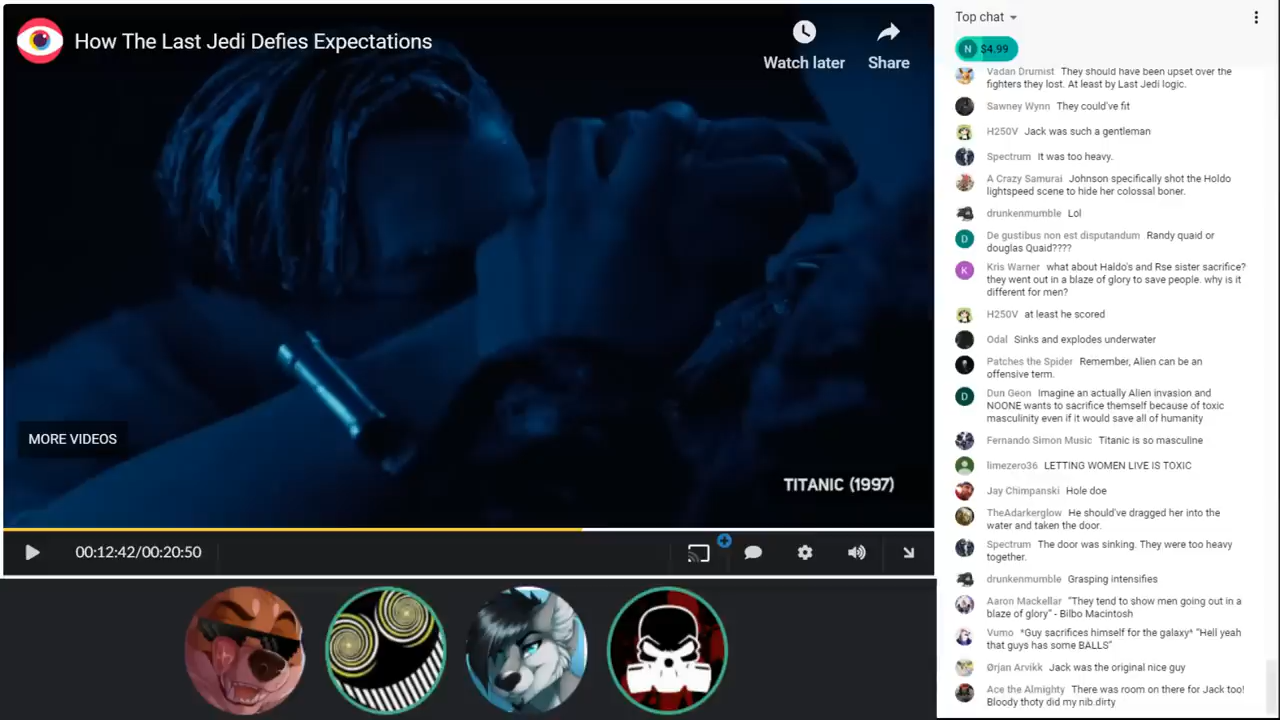 How The Last Jedi Defies Expectations
Watch later
Share
MORE VIDEOS
TITANIC (1997)
00:12:42/00:20:50
Top chat
N $4.99
Vadan Drumist They should have been upset over the
fighters they lost. At least by Last Jedi logic.
Sawney Wynn They could've fit
H250V Jack was such a gentleman
Spectrum It was too heavy.
A Crazy Samurai Johnson specifically shot the Holdo
lightspeed scene to hide her colossal boner.
drunkenmumble Lol
D
De gustibus non est disputandum Randy quaid or
douglas Quaid????
K
Kris Warner what about Haldo's and Rse sister sacrifice?
they went out in a blaze of glory to save people. why is it
different for men?
H250V at least he scored
Odal Sinks and explodes underwater
Patches the Spider Remember, Alien can be an
offensive term.
D
Dun Geon Imagine an actually Alien invasion and
NOONE wants to sacrifice themself because of toxic
masculinity even if it would save all of humanity
Fernando Simon Music Titanic is so masculine
limezero36 LETTING WOMEN LIVE IS TOXIC
Jay Chimpanski Hole doe
TheAdarkerglow He should've dragged her into the
water and taken the door.
Spectrum The door was sinking. They were too heavy
together.
drunkenmumble Grasping intensifies
Aaron Mackellar “They tend to show men going out in a
blaze of glory” - Bilbo Macintosh
Vumo *Guy sacrifices himself for the galaxy* “Hell yeah
that guys has some BALLS”
Ørjan Arvikk Jack was the original nice guy
Ace the Almighty There was room on there for Jack too!
Bloody thoty did my nib dirty